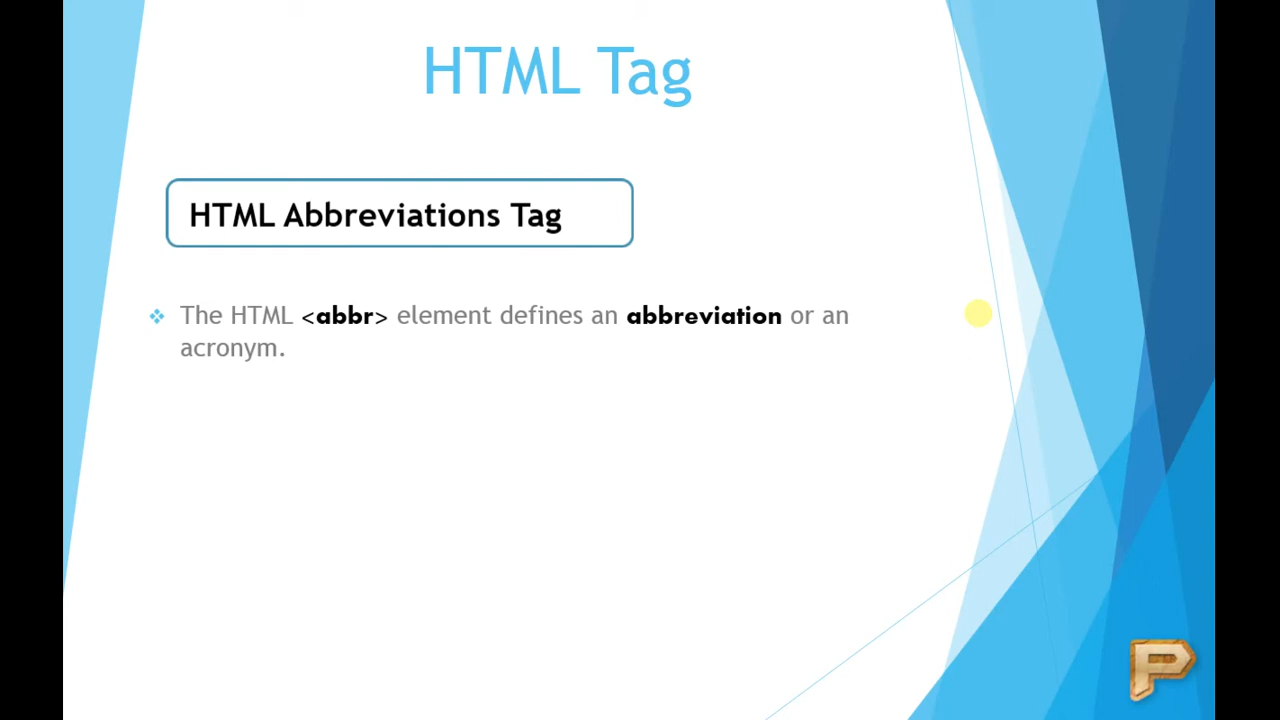 HTML Tag
HTML Abbreviations Tag
The HTML <abbr> element defines an abbreviation or an
acronym.
P